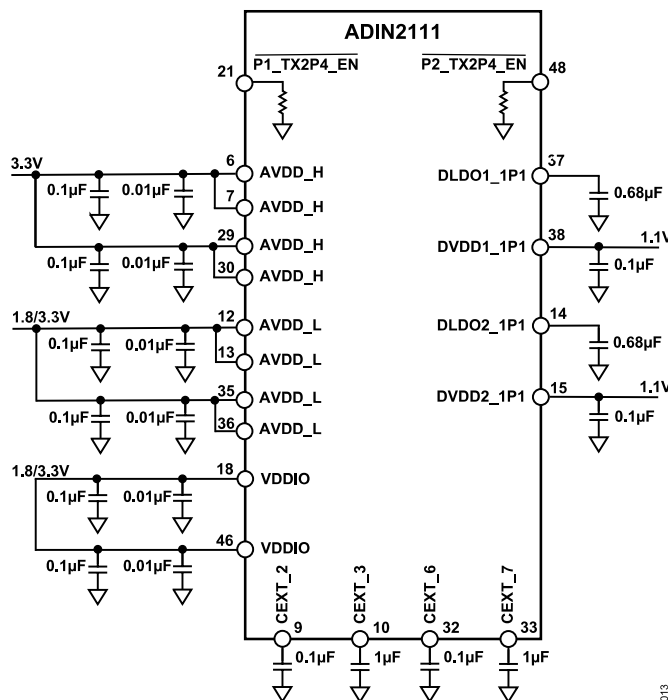 ADIN2111
P1_TX2P4_EN
P2_TX2P4_EN
21
48
3.3V
6
AVDD_H
0.1µF
0.01µF
7
AVDD_H
29
AVDD_H
0.1µF
0.01µF
30
AVDD_H
1.8/3.3V
12
AVDD_L
0.1µF
0.01µF
13
AVDD_L
35
AVDD_L
0.1µF
0.01µF
36
AVDD_L
1.8/3.3V
18
VDDIO
0.1µF
0.01µF
46
VDDIO
0.1µF
0.01µF
DLDO1_1P1
37
0.68µF
DVDD1_1P1
38
1.1V
0.1µF
DLDO2_1P1
14
0.68µF
DVDD2_1P1
15
1.1V
0.1µF
CEXT_2
CEXT_3
CEXT_6
CEXT_7
9
10
32
33
0.1µF
1µF
0.1µF
1µF
013